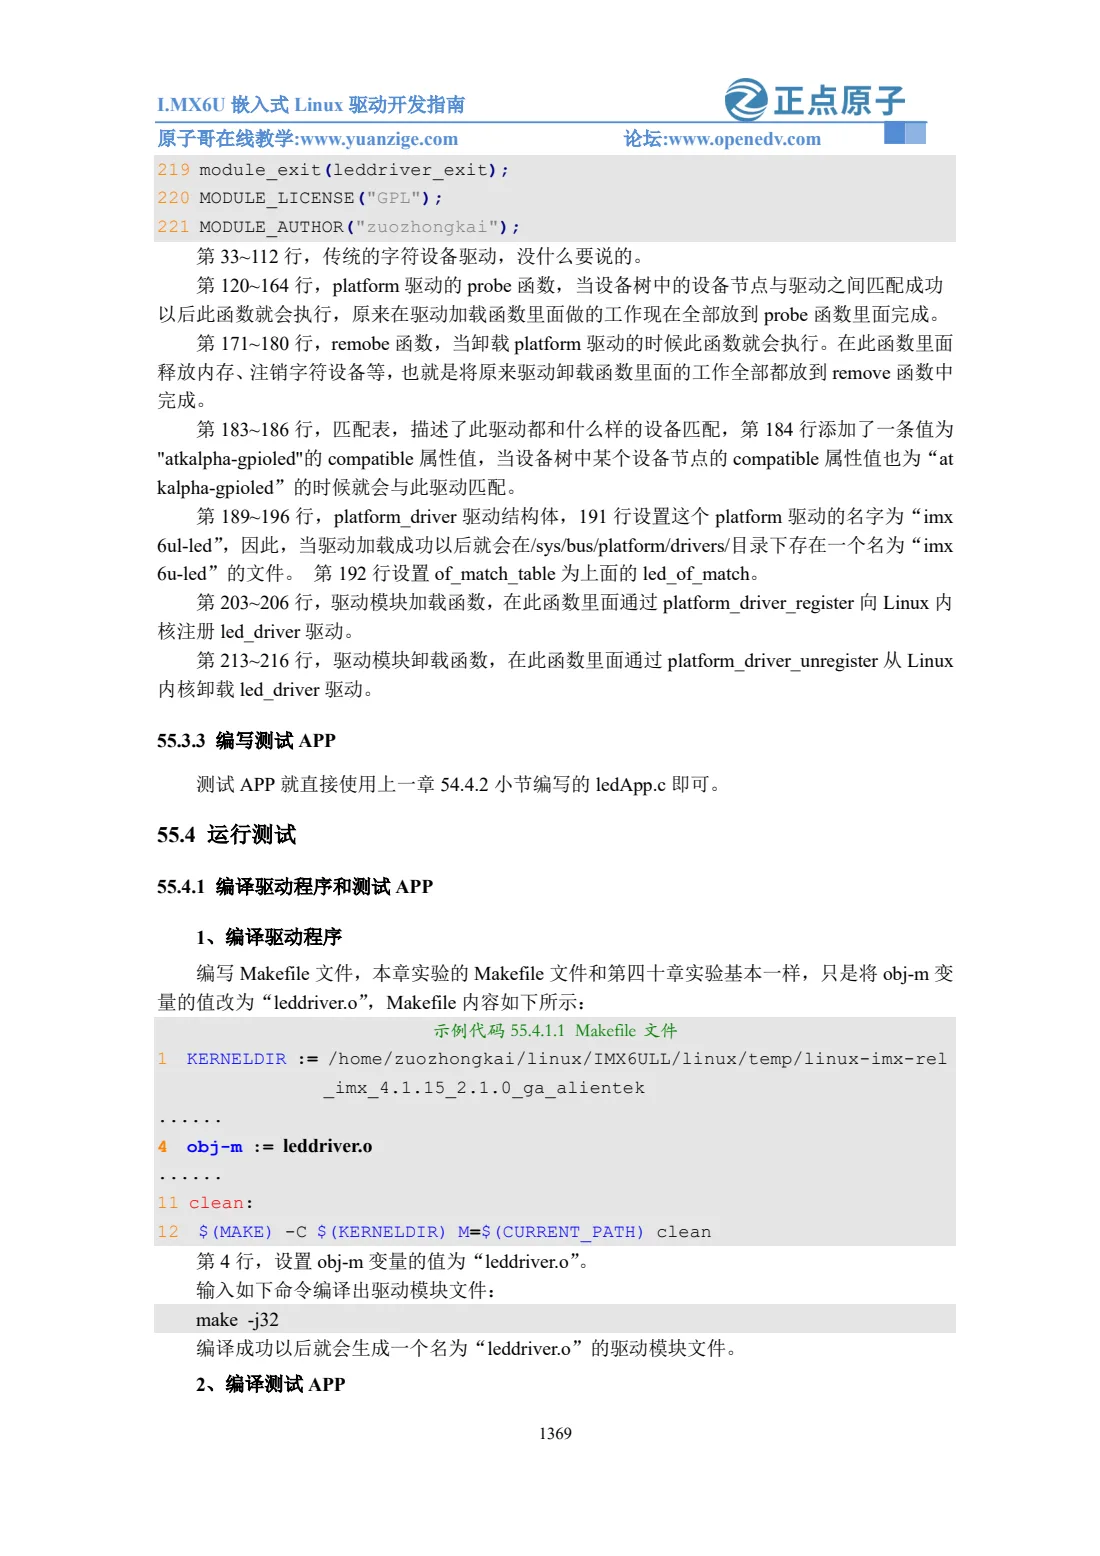 I.MX6U 嵌入式 Linux 驱动开发指南
正点原子
原子哥在线教学:www.yuanzige.com 论坛:www.openedv.com
219 module_exit(leddriver_exit);
220 MODULE_LICENSE("GPL");
221 MODULE_AUTHOR("zuozhongkai");
第 33~112 行，传统的字符设备驱动，没什么要说的。
第 120~164 行，platform 驱动的 probe 函数，当设备树中的设备节点与驱动之间匹配成功
以后此函数就会执行，原来在驱动加载函数里面做的工作现在全部放到 probe 函数里面完成。
第 171~180 行，remobe 函数，当卸载 platform 驱动的时候此函数就会执行。在此函数里面
释放内存、注销字符设备等，也就是将原来驱动卸载函数里面的工作全部都放到 remove 函数中
完成。
第 183~186 行，匹配表，描述了此驱动都和什么样的设备匹配，第 184 行添加了一条值为
"atkalpha-gpioled"的 compatible 属性值，当设备树中某个设备节点的 compatible 属性值也为“at
kalpha-gpioled”的时候就会与此驱动匹配。
第 189~196 行，platform_driver 驱动结构体，191 行设置这个 platform 驱动的名字为“imx
6ul-led”，因此，当驱动加载成功以后就会在/sys/bus/platform/drivers/目录下存在一个名为“imx
6u-led”的文件。 第 192 行设置 of_match_table 为上面的 led_of_match。
第 203~206 行，驱动模块加载函数，在此函数里面通过 platform_driver_register 向 Linux 内
核注册 led_driver 驱动。
第 213~216 行，驱动模块卸载函数，在此函数里面通过 platform_driver_unregister 从 Linux
内核卸载 led_driver 驱动。
55.3.3 编写测试 APP
测试 APP 就直接使用上一章 54.4.2 小节编写的 ledApp.c 即可。
55.4 运行测试
55.4.1 编译驱动程序和测试 APP
1、编译驱动程序
编写 Makefile 文件，本章实验的 Makefile 文件和第四十章实验基本一样，只是将 obj-m 变
量的值改为“leddriver.o”，Makefile 内容如下所示：
示例代码 55.4.1.1 Makefile 文件
1 KERNELDIR := /home/zuozhongkai/linux/IMX6ULL/linux/temp/linux-imx-rel
_imx_4.1.15_2.1.0_ga_alientek
......
4 obj-m := leddriver.o
......
11 clean:
12 $(MAKE) -C $(KERNELDIR) M=$(CURRENT_PATH) clean
第 4 行，设置 obj-m 变量的值为“leddriver.o”。
输入如下命令编译出驱动模块文件：
make -j32
编译成功以后就会生成一个名为“leddriver.o”的驱动模块文件。
2、编译测试 APP
1369